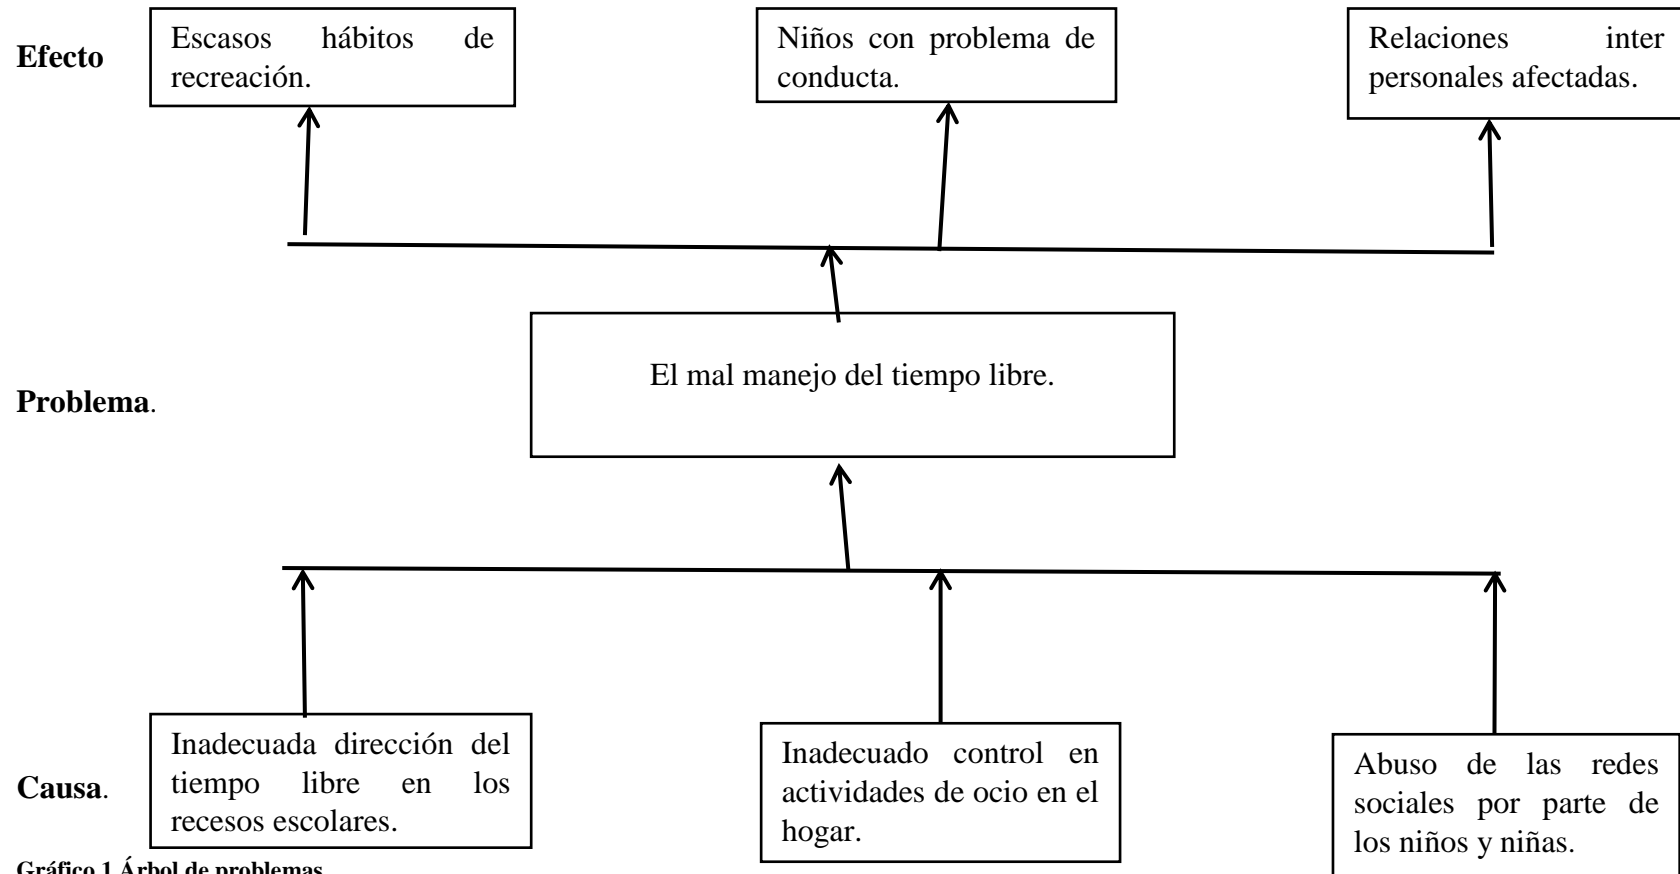 Efecto
Escasos hábitos de
recreación.
Niños con problema de
conducta.
Relaciones inter
personales afectadas.
Problema.
El mal manejo del tiempo libre.
Causa.
Inadecuada dirección del
tiempo libre en los
recesos escolares.
Inadecuado control en
actividades de ocio en el
hogar.
Abuso de las redes
sociales por parte de
los niños y niñas.
Gráfico 1 Árbol de problemas